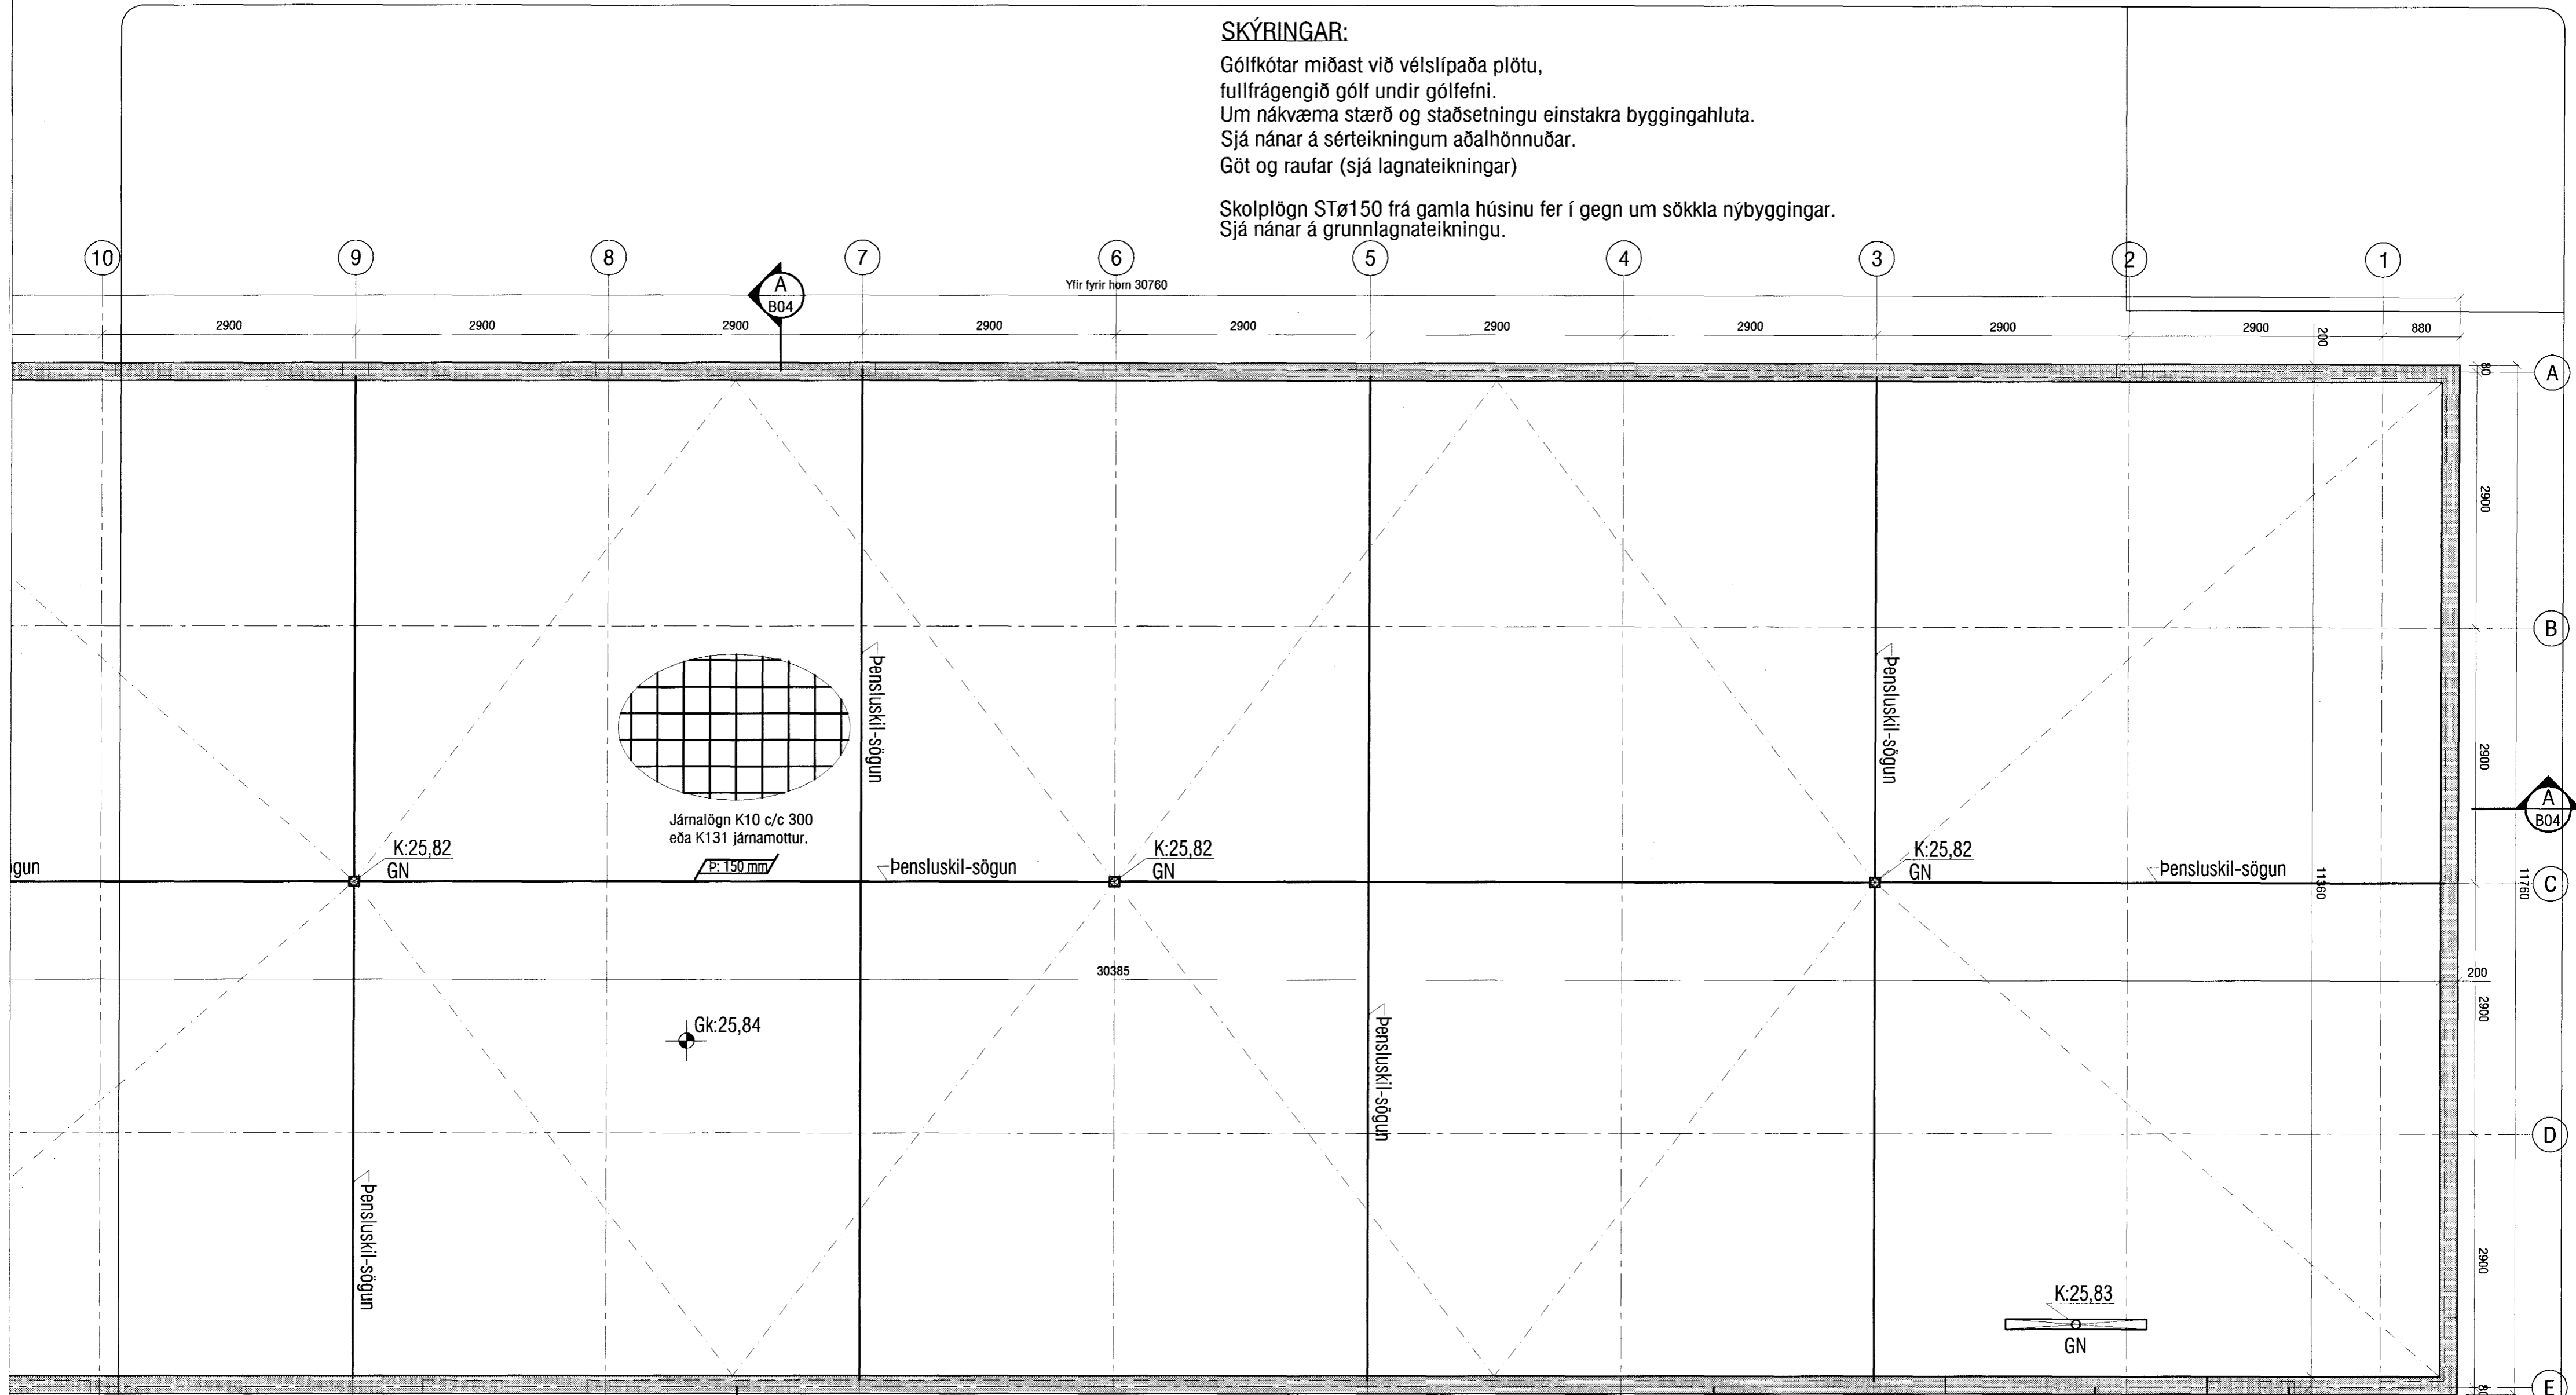 SKÝRINGAR:
Gólfkótar miðast við vélslípaða plötu,
fullfrágengið gólf undir gólfefni.
Um nákvæma stærð og staðsetningu einstakra byggingahluta.
Sjá nánar á sérteikningum aðalhönnuðar.
Göt og raufar (sjá lagnateikningar)
Skolplögn STø150 frá gamla húsinu fer í gegn um sökkla nýbyggingar.
Sjá nánar á grunnlagnateikningu.
10 9 8 7 6 5 4 3 2 1
A
B04
Yfir fyrir horn 30760
2900 2900 2900 2900 2900 2900 2900 2900 2900 880
200
80
A
2900
B
Þensluskil-sögun
Þensluskil-sögun
2900
A
B04
Járnalögn K10 c/c 300
eða K131 járnamottur.
Þ: 150 mm
K:25,82
GN
K:25,82
GN
K:25,82
GN
ögun
Þensluskil-sögun
Þensluskil-sögun
11360
11760
C
30385
200
2900
Gk:25,84
Þensluskil-sögun
D
Þensluskil-sögun
2900
K:25,83
GN
80
E